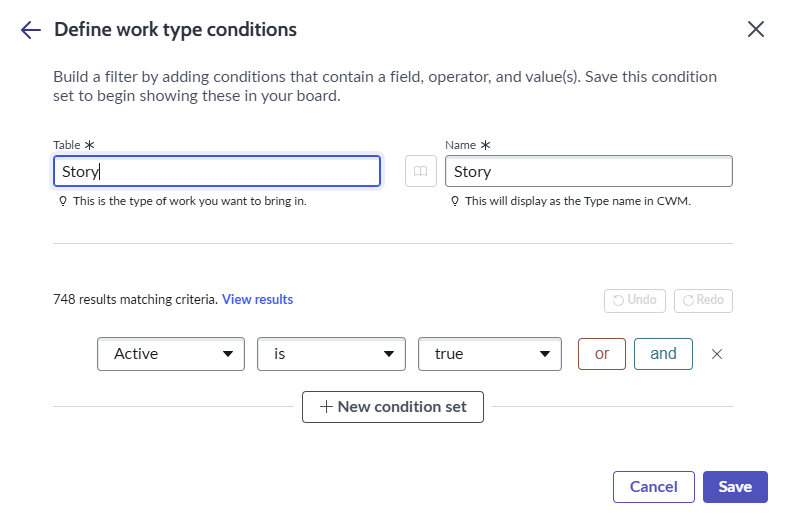 Define work type conditions
Build a filter by adding conditions that contain a field, operator, and value(s). Save this condition
set to begin showing these in your board.
Table *
Name *
Story
Story
This is the type of work you want to bring in.
This will display as the Type name in CWM.
748 results matching criteria. View results
Undo
Redo
Active
is
true
or
and
+ New condition set
Cancel
Save